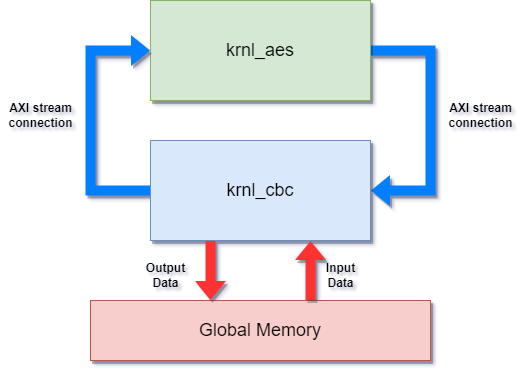 krnl_aes
AXI stream
connection
AXI stream
connection
krnl_cbc
Output
Data
Input
Data
Global Memory